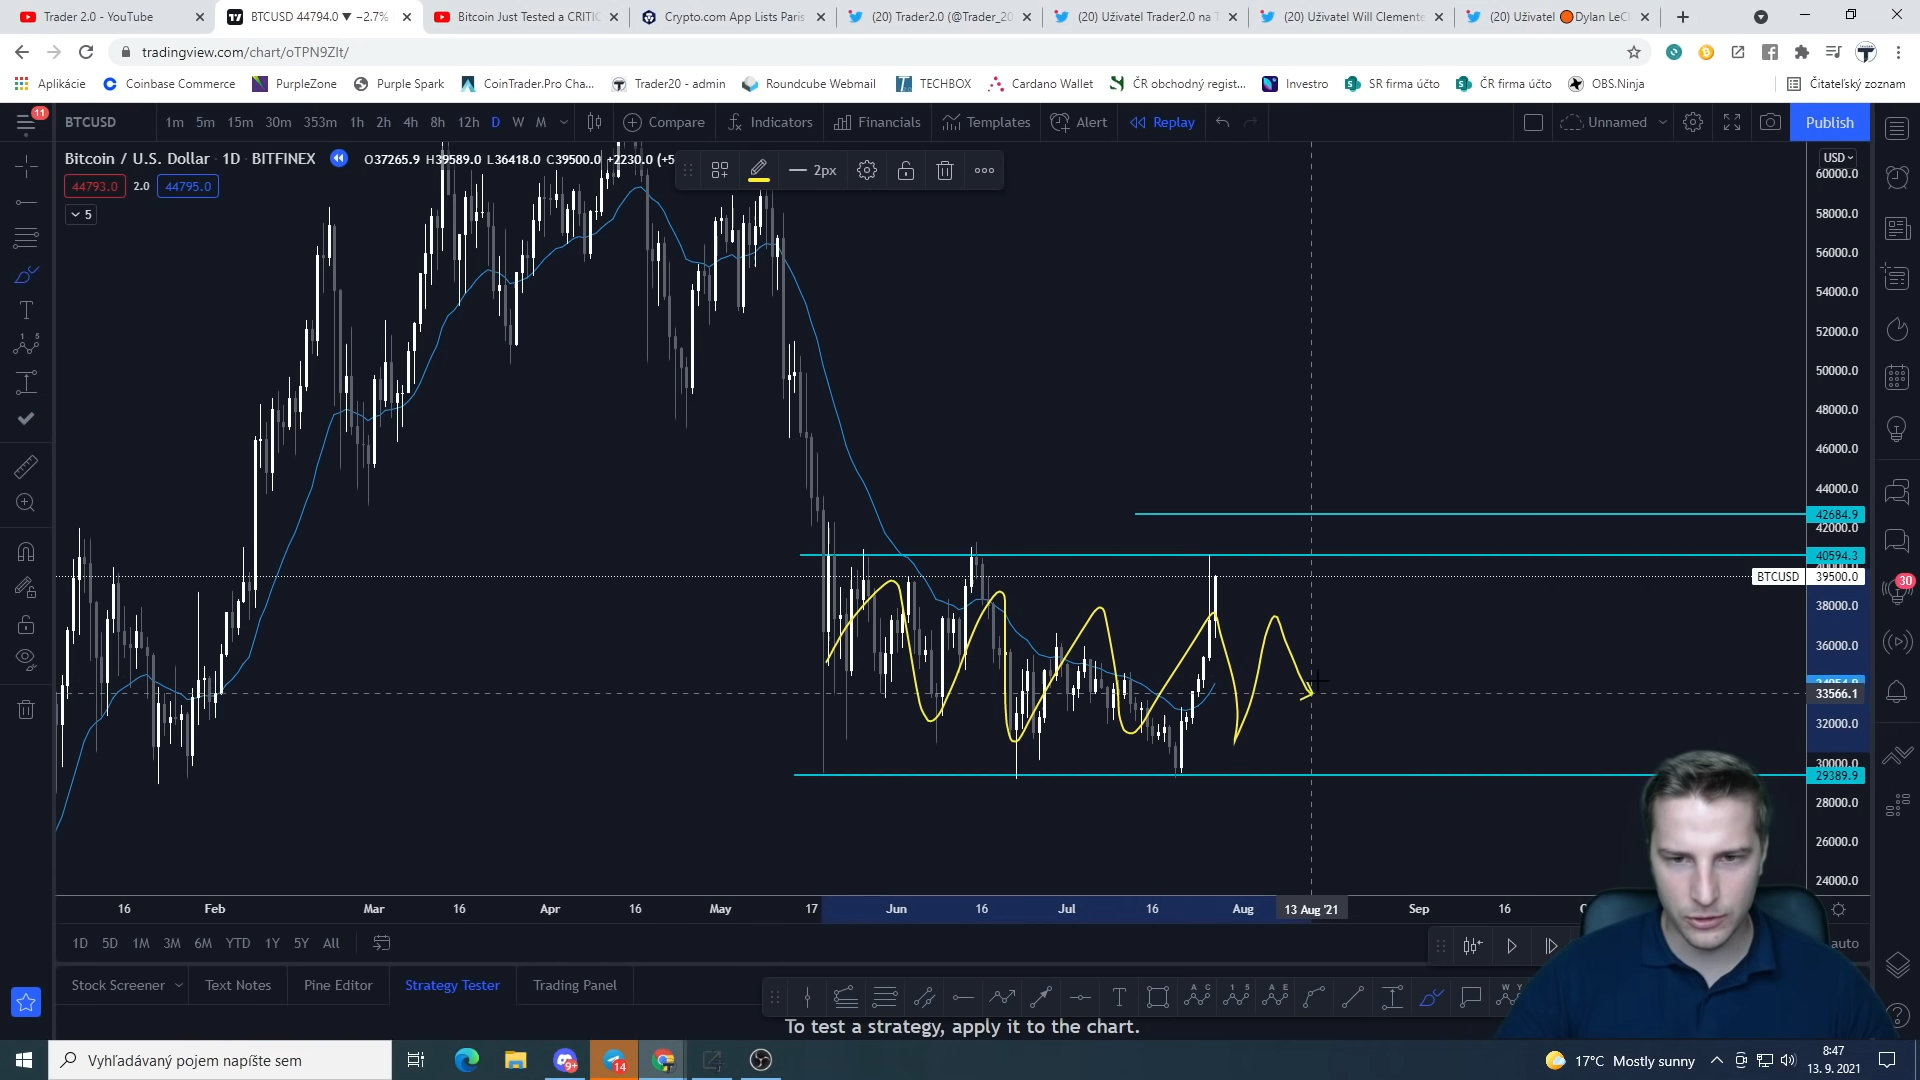 Trader 2.0 - YouTube
BTCUSD 44794.0 ▼ −2.7%
Bitcoin Just Tested a CRITIC
Crypto.com App Lists Paris
(20) Trader2.0 (@Trader_20
(20) Uživatel Trader2.0 na T
(20) Uživatel Will Clemente
(20) Uživatel 🟠Dylan LeCl
tradingview.com/chart/oTPN9ZIt/
Aplikácie
Coinbase Commerce
PurpleZone
Purple Spark
CoinTrader.Pro Cha...
Trader20 - admin
Roundcube Webmail
TECHBOX
Cardano Wallet
ČR obchodný regist...
Investro
SR firma účto
ČR firma účto
OBS.Ninja
Čitateľský zoznam
11
BTCUSD
1m 5m 15m 30m 353m 1h 2h 4h 8h 12h D W M
Compare
Indicators
Financials
Templates
Alert
Replay
Unnamed
Publish
Bitcoin / U.S. Dollar · 1D · BITFINEX
O37265.9 H39589.0 L36418.0 C39500.0 +2230.0 (+5
2px
USD
44793.0 2.0 44795.0
5
60000.0
58000.0
56000.0
54000.0
52000.0
50000.0
48000.0
46000.0
44000.0
42684.9
42000.0
40594.3
BTCUSD 39500.0
38000.0
36000.0
33566.1
32000.0
30000.0
29389.9
28000.0
26000.0
24000.0
30
16 Feb Mar 16 Apr 16 May 17 Jun 16 Jul 16 Aug 13 Aug '21 Sep 16
1D 5D 1M 3M 6M YTD 1Y 5Y All
auto
Stock Screener
Text Notes
Pine Editor
Strategy Tester
Trading Panel
To test a strategy, apply it to the chart.
Vyhľadávaný pojem napíšte sem
9+
14
17°C Mostly sunny
8:47
13. 9. 2021